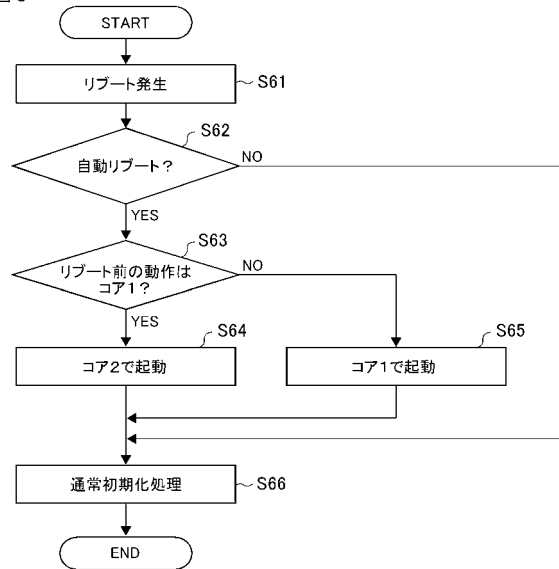 START
リブート発生
S61
S62
自動リブート？
NO
YES
S63
リブート前の動作は
コア1？
NO
YES
S64
コア2で起動
S65
コア1で起動
通常初期化処理
S66
END